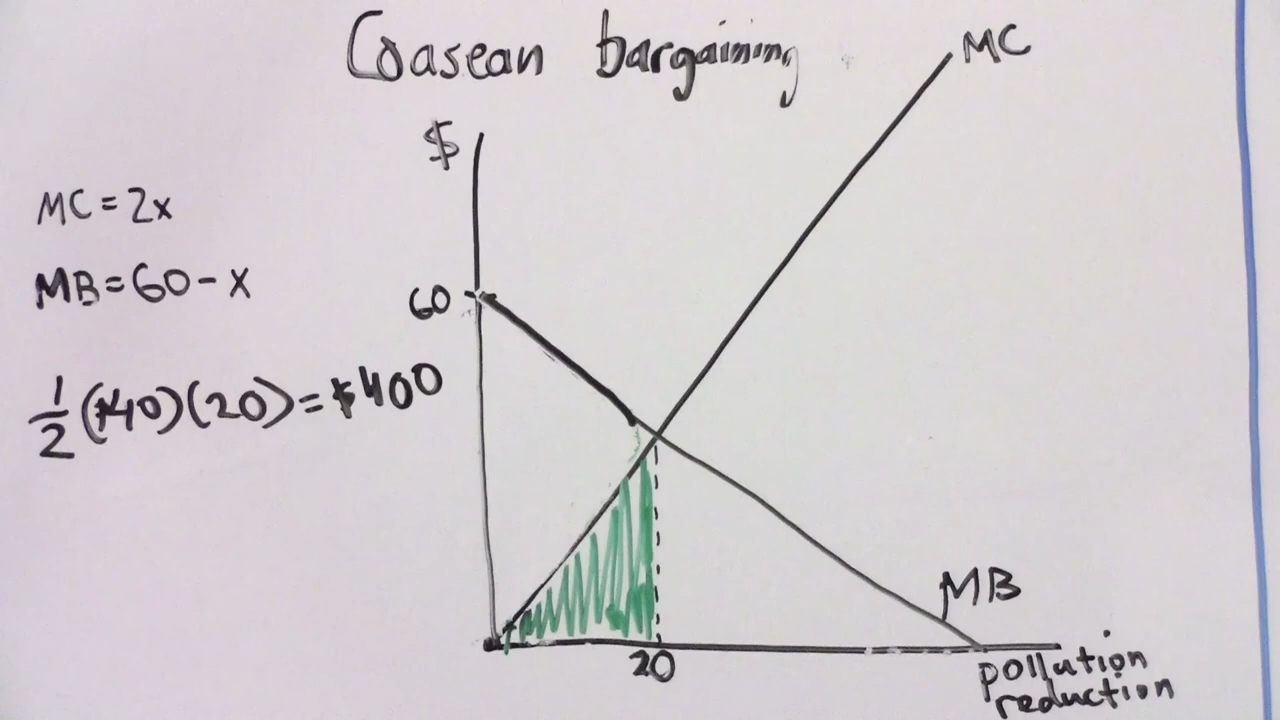 Coasean bargaining
MC
$
MC = 2x
MB = 60 - x
60
1/2 (40)(20) = $400
MB
20
pollution
reduction